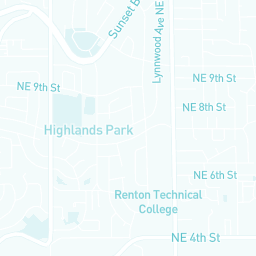 Sunset B
Lynnwood Ave NE
NE 9th St
NE 9th St
NE 8th St
Highlands Park
NE 6th St
Renton Technical
College
NE 4th St